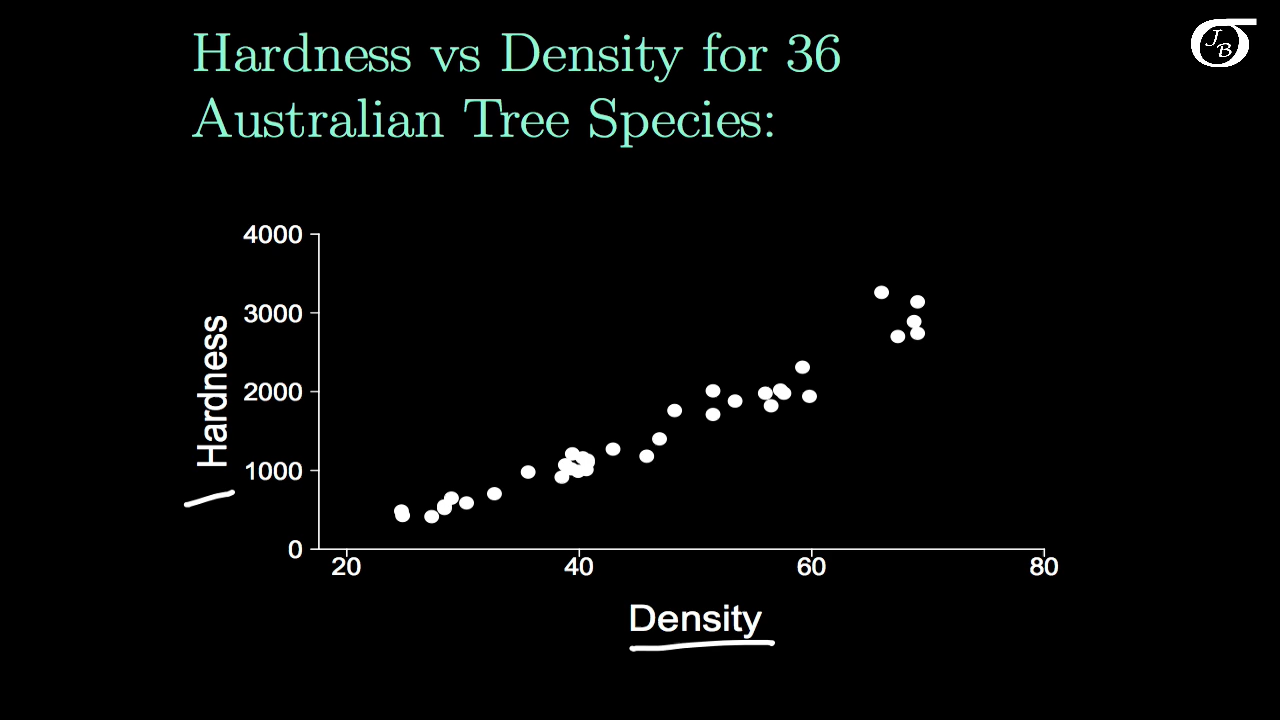 Hardness vs Density for 36
Australian Tree Species:
JB
4000
3000
2000
1000
0
Hardness
20 40 60 80
Density